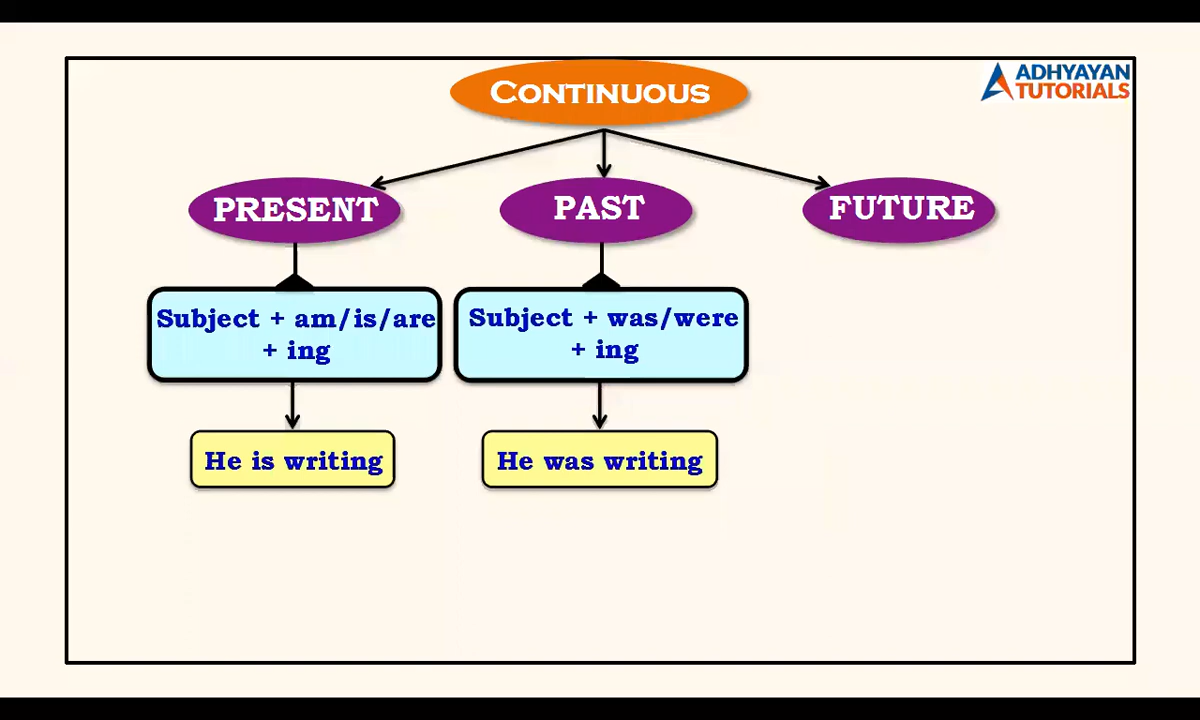 CONTINUOUS
ADHYAYAN
TUTORIALS
PRESENT
PAST
FUTURE
Subject + am/is/are
+ ing
Subject + was/were
+ ing
He is writing
He was writing